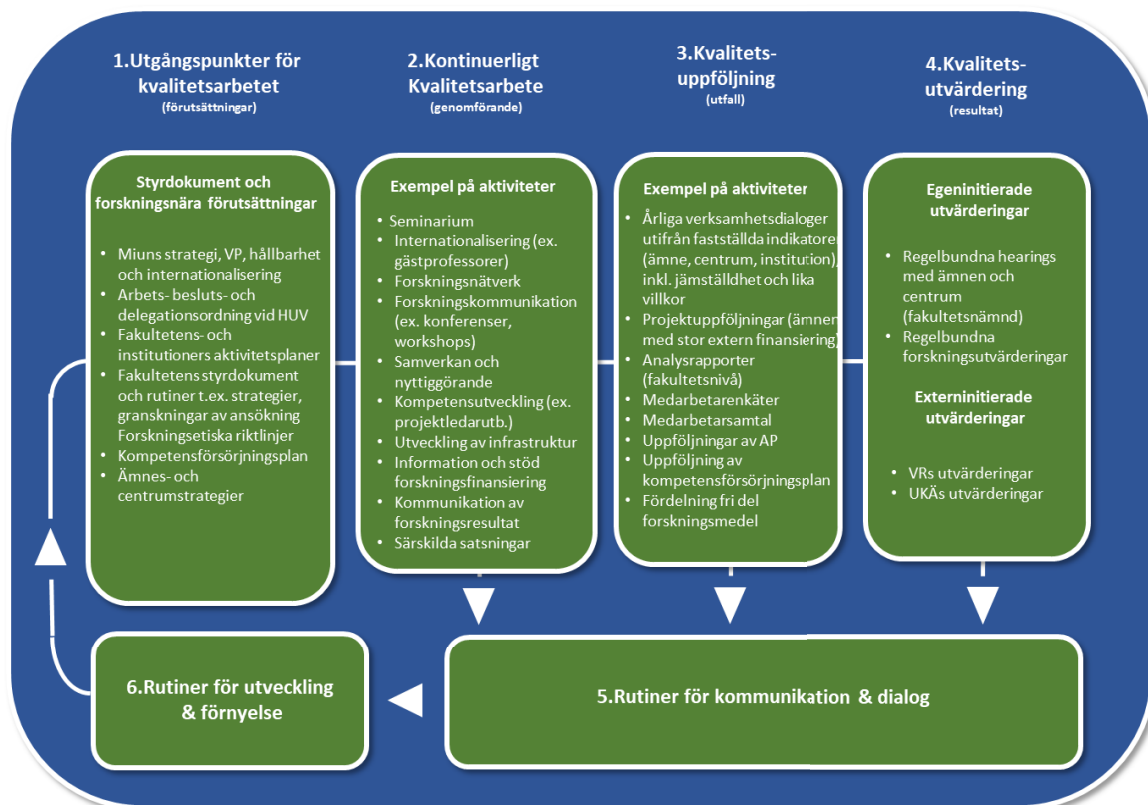 1.Utgångspunkter för
kvalitetsarbetet
(förutsättningar)
2.Kontinuerligt
Kvalitetsarbete
(genomförande)
3.Kvalitets-
uppföljning
(utfall)
4.Kvalitets-
utvärdering
(resultat)
Styrdokument och
forskningsnära förutsättningar
• Miuns strategi, VP, hållbarhet
och internationalisering
• Arbets- besluts- och
delegationsordning vid HUV
• Fakultetens- och
institutioners aktivitetsplaner
• Fakultetens styrdokument
och rutiner t.ex. strategier,
granskningar av ansökning
Forskningsetiska riktlinjer
• Kompetensförsörjningsplan
• Ämnes- och
centrumstrategier
Exempel på aktiviteter
• Seminarium
• Internationalisering (ex.
gästprofessorer)
• Forskningsnätverk
• Forskningskommunikation
(ex. konferenser,
workshops)
• Samverkan och
nyttiggörande
• Kompetensutveckling (ex.
projektledarutb.)
• Utveckling av infrastruktur
• Information och stöd
forskningsfinansiering
• Kommunikation av
forskningsresultat
• Särskilda satsningar
Exempel på aktiviteter
• Årliga verksamhetsdialoger
utifrån fastställda indikatorer
(ämne, centrum, institution),
inkl. jämställdhet och lika
villkor
• Projektuppföljningar (ämnen
med stor extern finansiering)
• Analysrapporter
(fakultetsnivå)
• Medarbetarenkäter
• Medarbetarsamtal
• Uppföljningar av AP
• Uppföljning av
kompetensförsörjningsplan
• Fördelning fri del
forskningsmedel
Egeninitierade
utvärderingar
• Regelbundna hearings
med ämnen och
centrum
(fakultetsnämnd)
• Regelbundna
forskningsutvärderingar
Externinitierade
utvärderingar
• VRs utvärderingar
• UKÄs utvärderingar
6.Rutiner för utveckling
& förnyelse
5.Rutiner för kommunikation & dialog